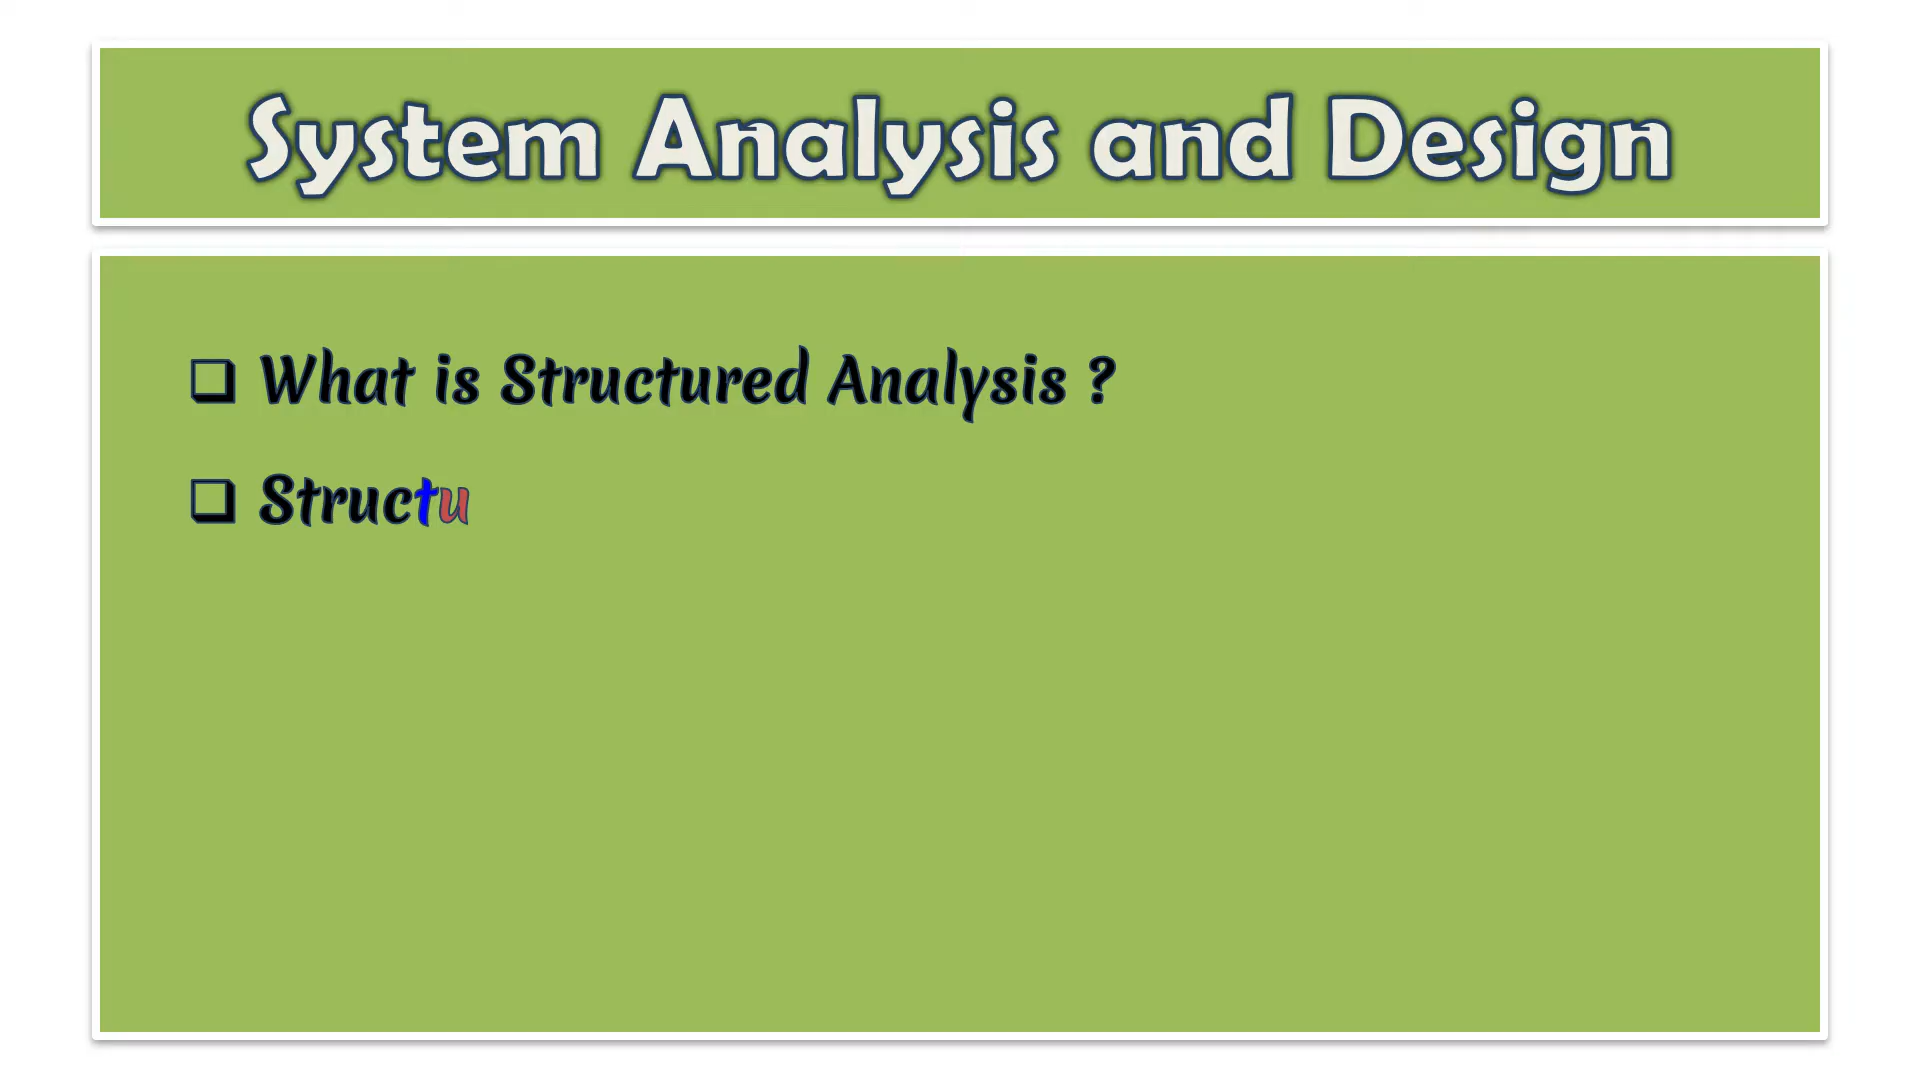 System Analysis and Design
❑ What is Structured Analysis ?
❑ Structu